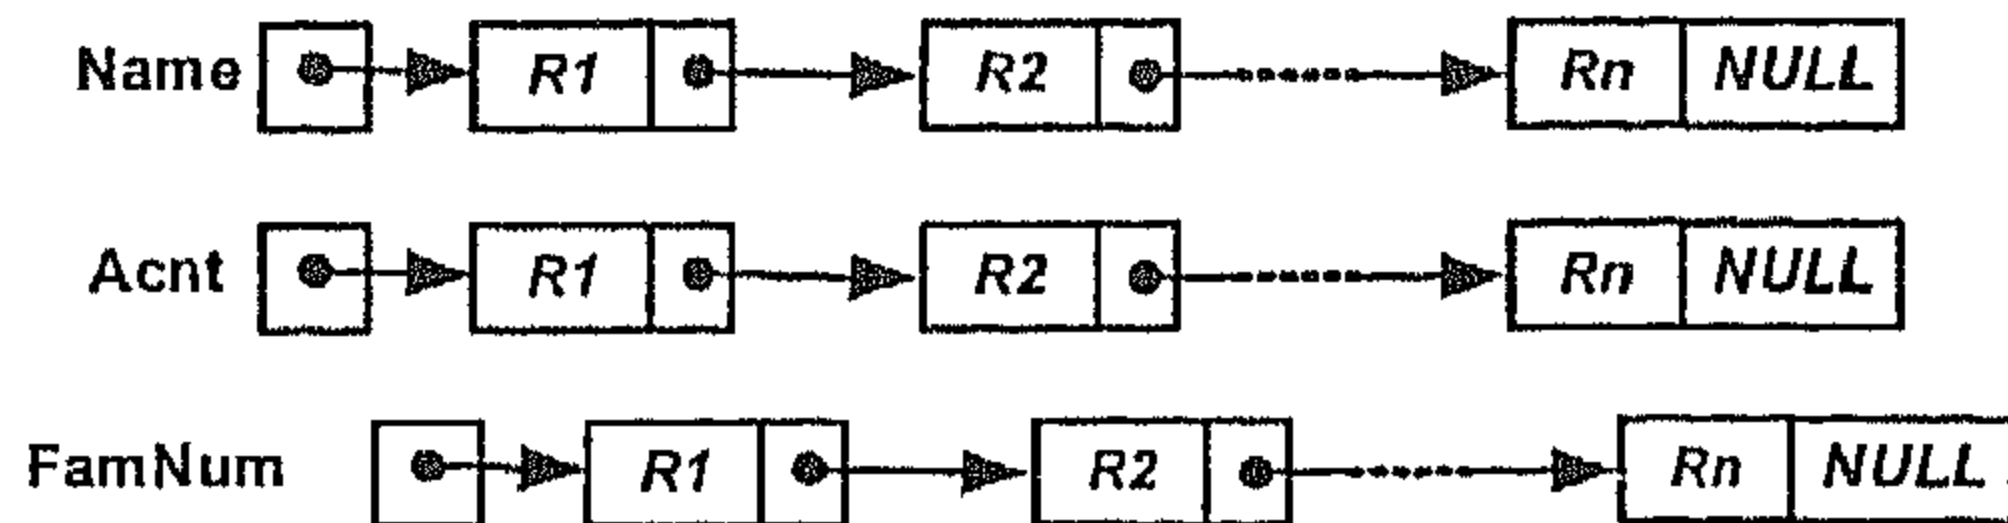 Name R1 R2 Rn NULL
Acnt R1 R2 Rn NULL
FamNum R1 R2 Rn NULL